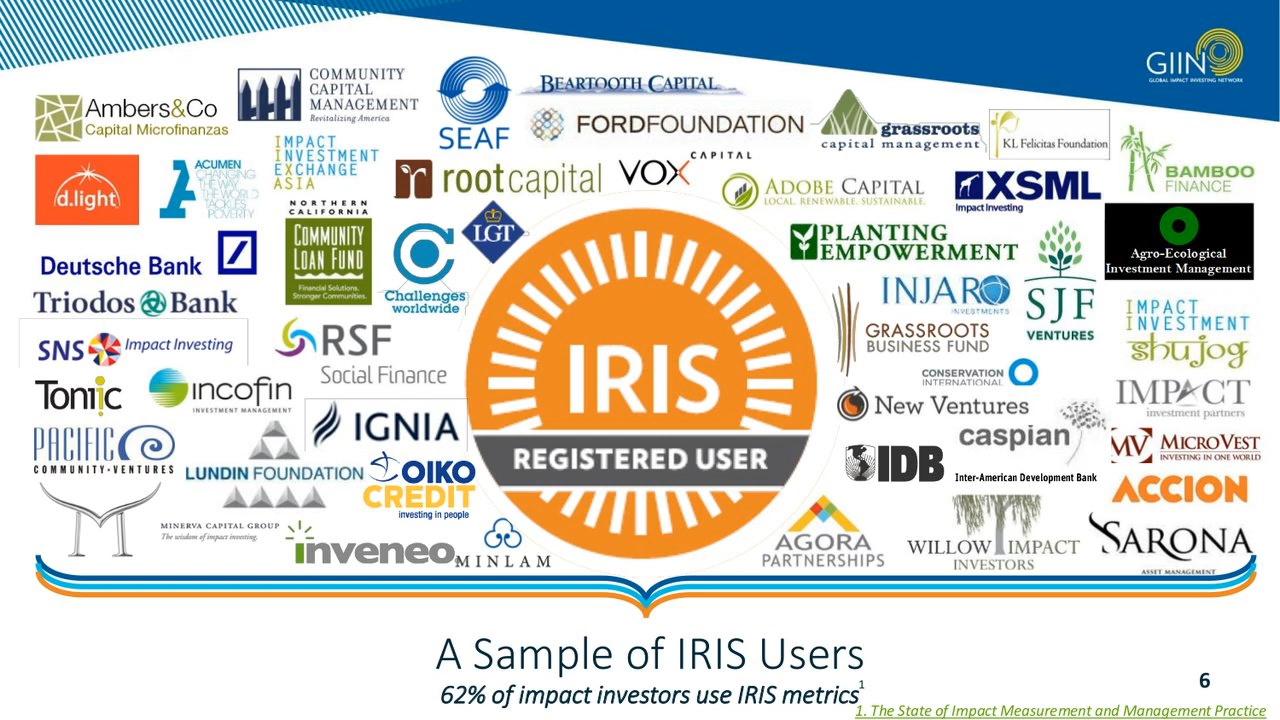 GIIN
GLOBAL IMPACT INVESTING NETWORK
Ambers&Co
Capital Microfinanzas
COMMUNITY
CAPITAL
MANAGEMENT
Revitalizing America
SEAF
BEARTOOTH CAPITAL
FORDFOUNDATION
grassroots
capital management
KL Felicitas Foundation
BAMBOO
FINANCE
d.light
ACUMEN
CHANGING
THE WAY
THE WORLD
TACKLES
POVERTY
IMPACT
INVESTMENT
EXCHANGE
ASIA
rootcapital
VOX
CAPITAL
ADOBE CAPITAL
LOCAL. RENEWABLE. SUSTAINABLE.
XSML
Impact Investing
Deutsche Bank
NORTHERN
CALIFORNIA
COMMUNITY
LOAN FUND
Financial Solutions.
Stronger Communities.
Challenges
worldwide
LGT
PLANTING
EMPOWERMENT
Agro-Ecological
Investment Management
Triodos Bank
INJARO
INVESTMENTS
SJF
VENTURES
SNS Impact Investing
RSF
Social Finance
GRASSROOTS
BUSINESS FUND
IMPACT
INVESTMENT
shujog
Toniic
incofin
INVESTMENT MANAGEMENT
IGNIA
IRIS
REGISTERED USER
CONSERVATION
INTERNATIONAL
New Ventures
IMPACT
investment partners
PACIFIC
COMMUNITY·VENTURES
LUNDIN FOUNDATION
OIKO
CREDIT
investing in people
caspian
MV MICROVEST
INVESTING IN ONE WORLD
IDB
Inter-American Development Bank
ACCION
MINERVA CAPITAL GROUP
The wisdom of impact investing.
inveneo
MINLAM
AGORA
PARTNERSHIPS
WILLOW IMPACT
INVESTORS
SARONA
ASSET MANAGEMENT
A Sample of IRIS Users
62% of impact investors use IRIS metrics1
6
1. The State of Impact Measurement and Management Practice